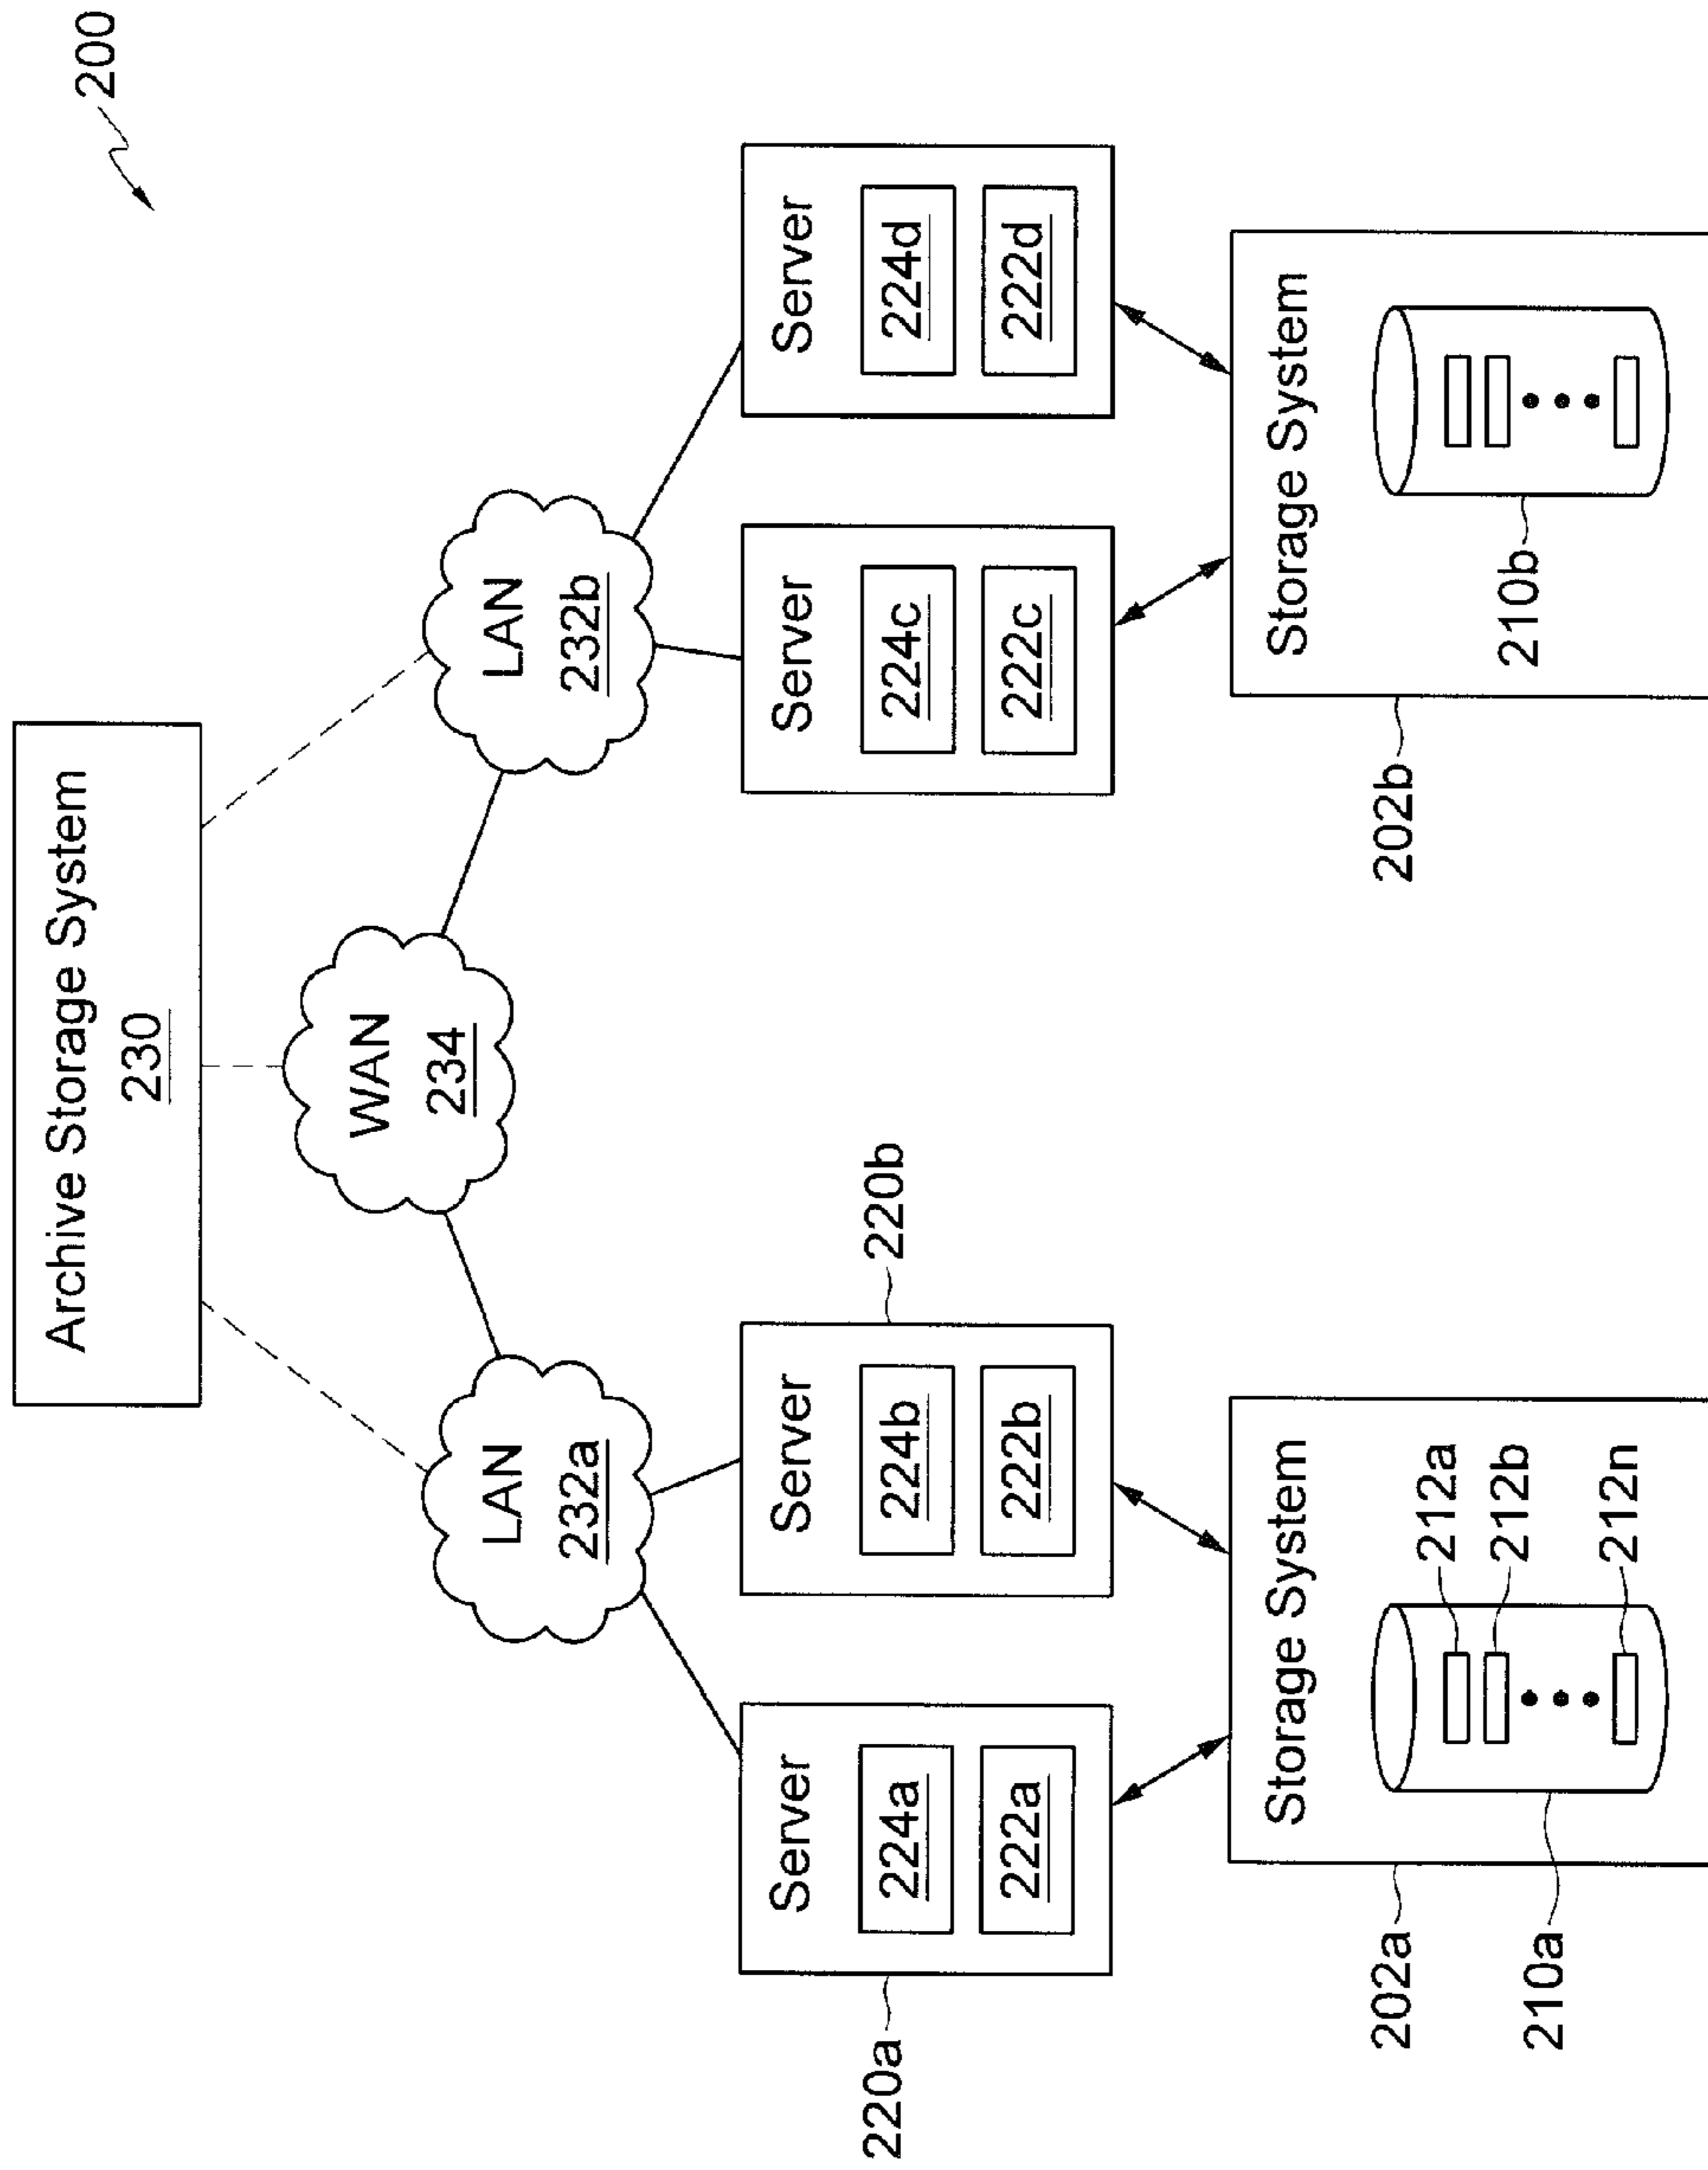 200
Archive Storage System
230
WAN
234
LAN
232a
LAN
232b
Server
224a
222a
220a
Server
224b
222b
220b
Server
224c
222c
Server
224d
222d
Storage System
202a
210a
212a
212b
212n
Storage System
202b
210b